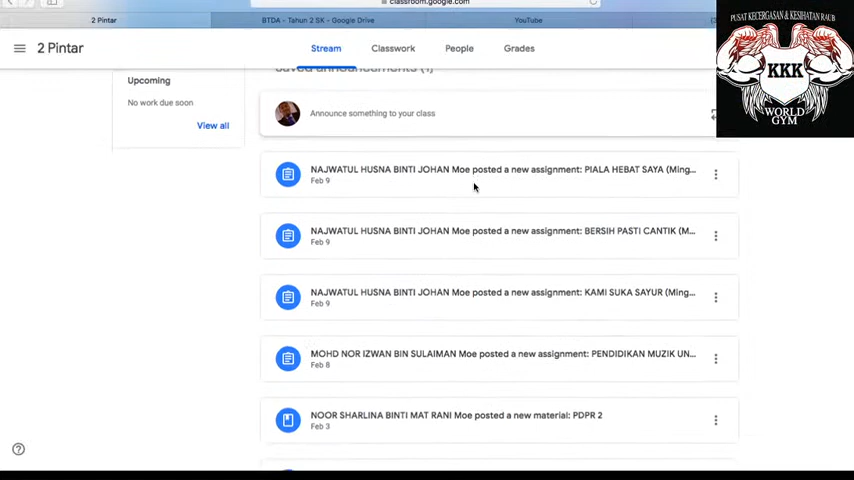 classroom.google.com
2 Pintar
BTDA - Tahun 2 SK - Google Drive
YouTube
2 Pintar
Stream
Classwork
People
Grades
PUSAT KECERGASAN & KESIHATAN RAUB
KKK
WORLD
GYM
Upcoming
No work due soon
View all
Saved announcements (1)
Announce something to your class
NAJWATUL HUSNA BINTI JOHAN Moe posted a new assignment: PIALA HEBAT SAYA (Ming...
Feb 9
NAJWATUL HUSNA BINTI JOHAN Moe posted a new assignment: BERSIH PASTI CANTIK (M...
Feb 9
NAJWATUL HUSNA BINTI JOHAN Moe posted a new assignment: KAMI SUKA SAYUR (Ming...
Feb 9
MOHD NOR IZWAN BIN SULAIMAN Moe posted a new assignment: PENDIDIKAN MUZIK UN...
Feb 8
NOOR SHARLINA BINTI MAT RANI Moe posted a new material: PDPR 2
Feb 3